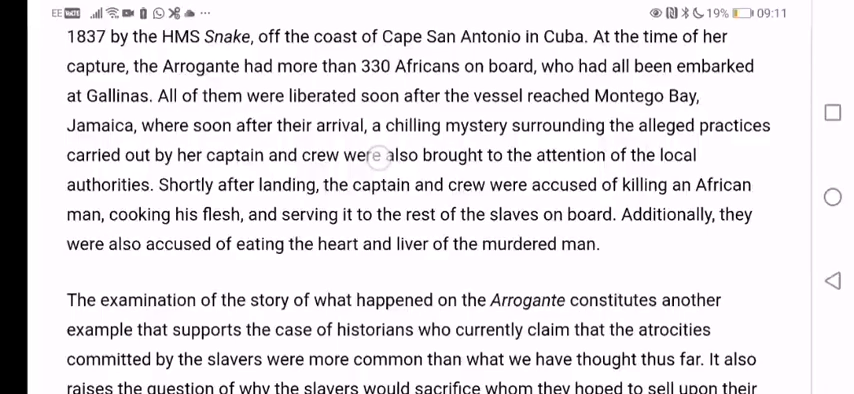 EE VoLTE 19% 09:11
1837 by the HMS Snake, off the coast of Cape San Antonio in Cuba. At the time of her
capture, the Arrogante had more than 330 Africans on board, who had all been embarked
at Gallinas. All of them were liberated soon after the vessel reached Montego Bay,
Jamaica, where soon after their arrival, a chilling mystery surrounding the alleged practices
carried out by her captain and crew were also brought to the attention of the local
authorities. Shortly after landing, the captain and crew were accused of killing an African
man, cooking his flesh, and serving it to the rest of the slaves on board. Additionally, they
were also accused of eating the heart and liver of the murdered man.
The examination of the story of what happened on the Arrogante constitutes another
example that supports the case of historians who currently claim that the atrocities
committed by the slavers were more common than what we have thought thus far. It also
raises the question of why the slavers would sacrifice whom they hoped to sell upon their